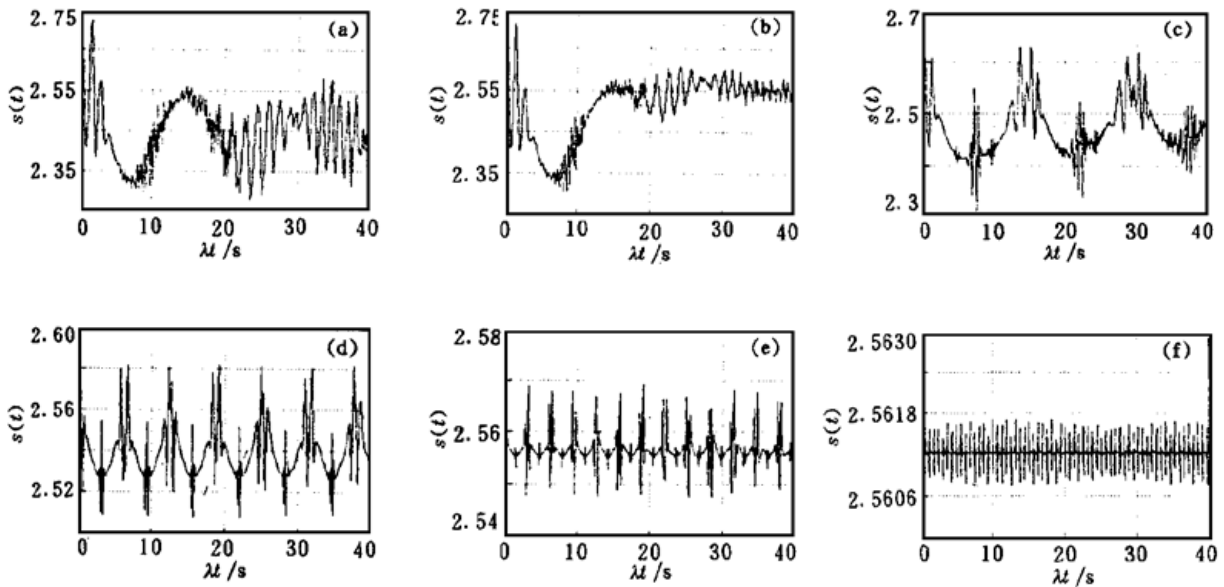 2.75 (a)
2.55
s(t)
2.35
0 10 20 30 40
λt /s
2.75 (b)
2.55
s(t)
2.35
0 10 20 30 40
λt /s
2.7 (c)
2.5
s(t)
2.3
0 10 20 30 40
λt /s
2.60 (d)
2.56
s(t)
2.52
0 10 20 30 40
λt /s
2.58 (e)
2.56
s(t)
2.54
0 10 20 30 40
λt /s
2.5630 (f)
2.5618
s(t)
2.5606
0 10 20 30 40
λt /s